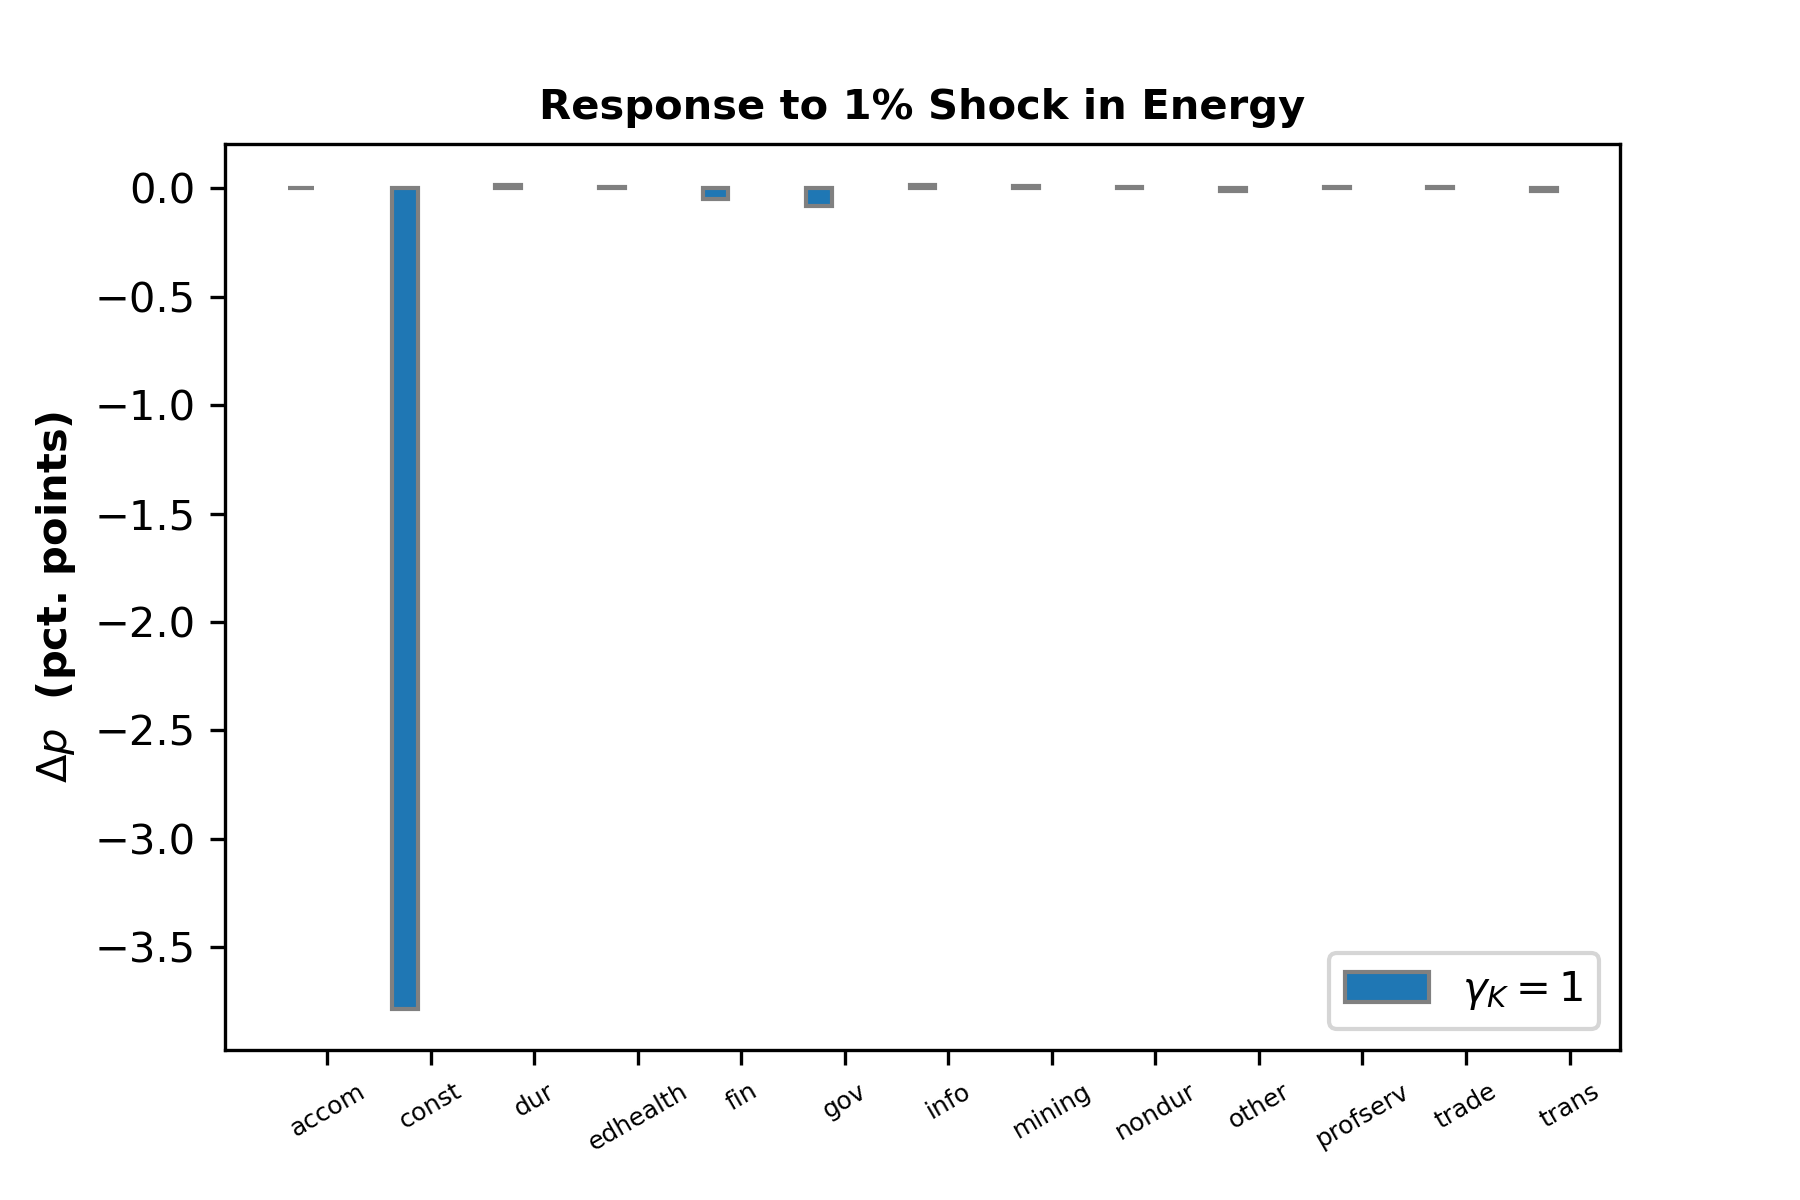 Response to 1% Shock in Energy
Δp (pct. points)
0.0
−0.5
−1.0
−1.5
−2.0
−2.5
−3.0
−3.5
γK = 1
accom
const
dur
edhealth
fin
gov
info
mining
nondur
other
profserv
trade
trans